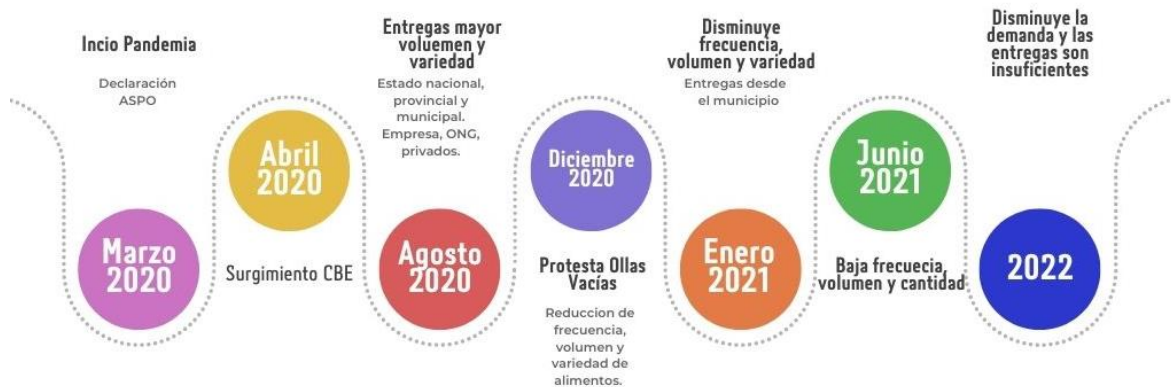 Incio Pandemia
Declaración
ASPO
Marzo
2020
Abril
2020
Surgimiento CBE
Entregas mayor
voluemen y
variedad
Estado nacional,
provincial y
municipal.
Empresa, ONG,
privados.
Agosto
2020
Diciembre
2020
Protesta Ollas
Vacías
Reduccion de
frecuencia,
volumen y
variedad de
alimentos.
Disminuye
frecuencia,
volumen y variedad
Entregas desde
el municipio
Enero
2021
Junio
2021
Baja frecuecia,
volumen y cantidad
Disminuye la
demanda y las
entregas son
insuficientes
2022